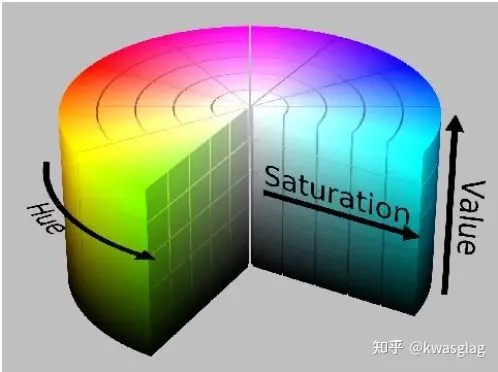 Saturation
Value
Hue
知乎 @kwasglag